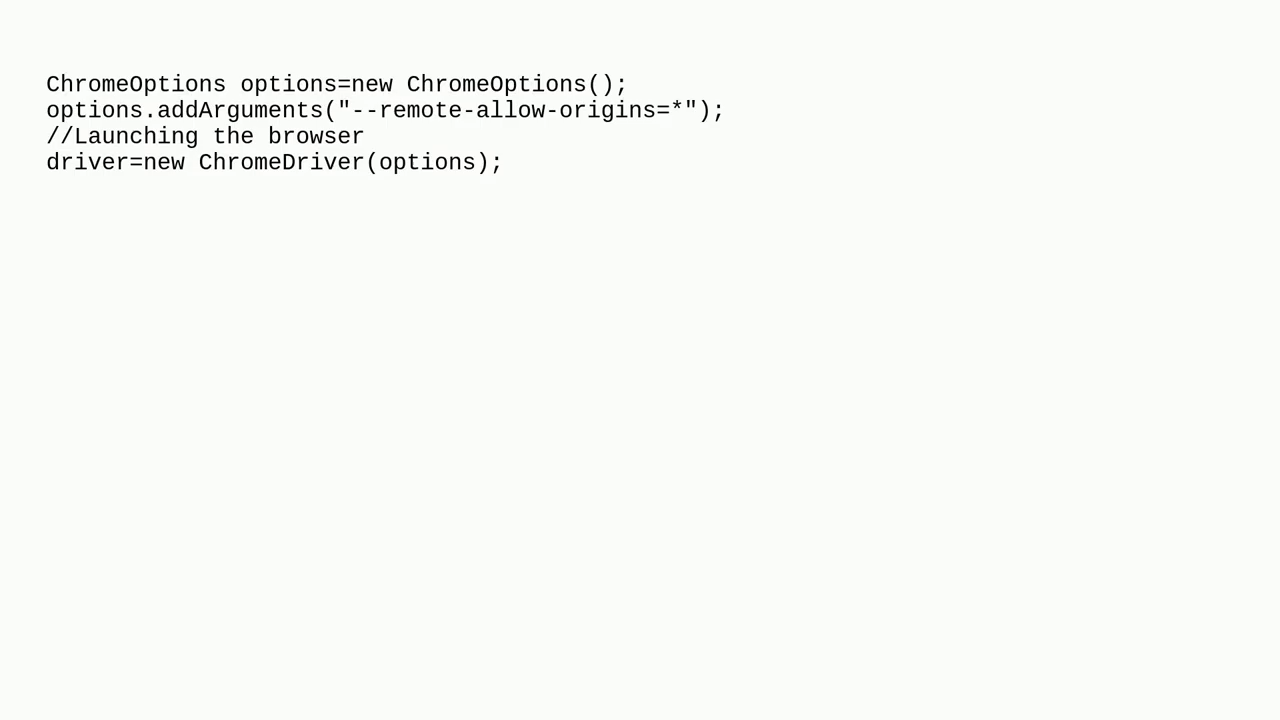 ChromeOptions options=new ChromeOptions();
options.addArguments("--remote-allow-origins=*");
//Launching the browser
driver=new ChromeDriver(options);